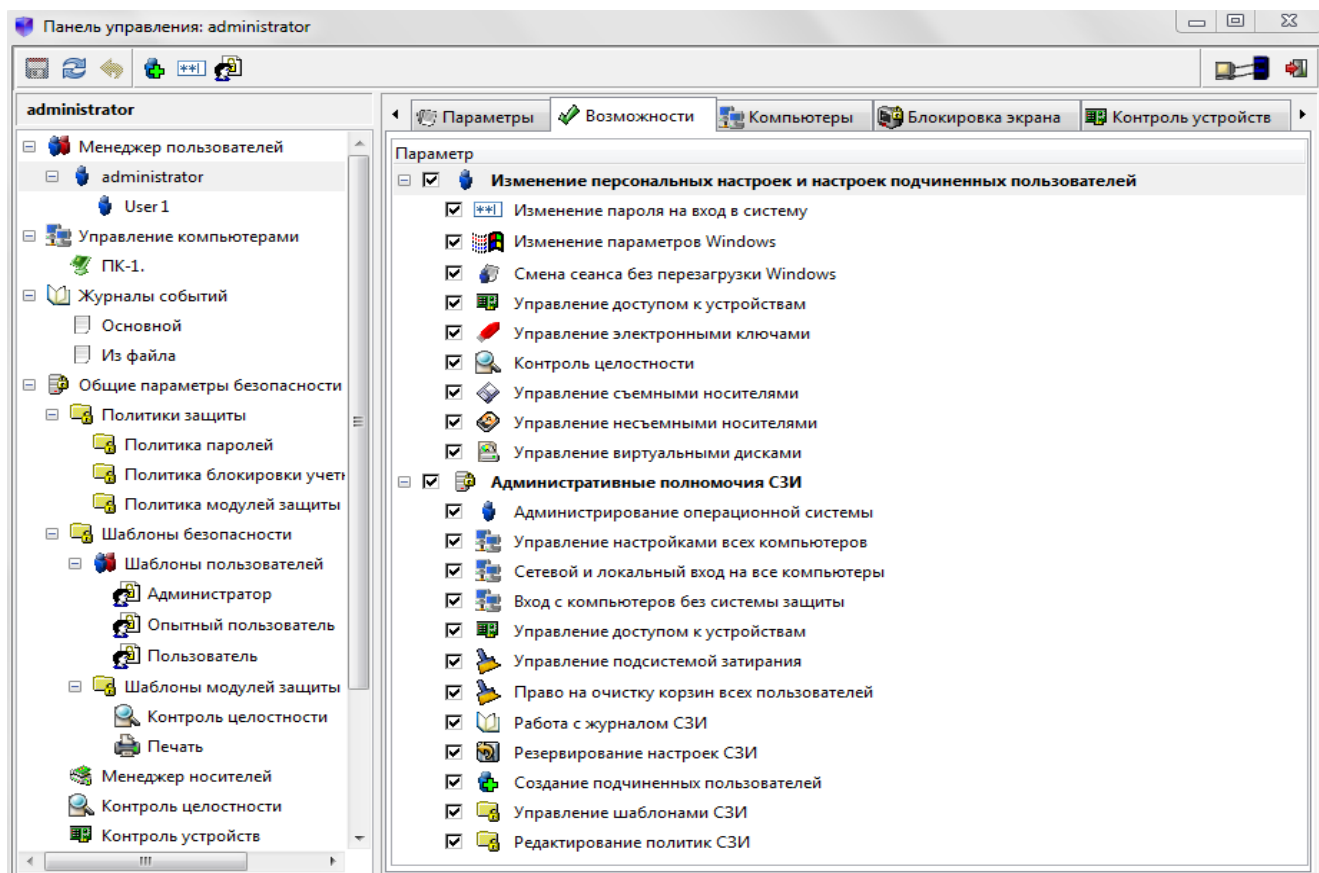 Панель управления: administrator
administrator
Менеджер пользователей
administrator
User 1
Управление компьютерами
ПК-1.
Журналы событий
Основной
Из файла
Общие параметры безопасности
Политики защиты
Политика паролей
Политика блокировки учетн
Политика модулей защиты
Шаблоны безопасности
Шаблоны пользователей
Администратор
Опытный пользователь
Пользователь
Шаблоны модулей защиты
Контроль целостности
Печать
Менеджер носителей
Контроль целостности
Контроль устройств
Параметры Возможности Компьютеры Блокировка экрана Контроль устройств
Параметр
Изменение персональных настроек и настроек подчиненных пользователей
Изменение пароля на вход в систему
Изменение параметров Windows
Смена сеанса без перезагрузки Windows
Управление доступом к устройствам
Управление электронными ключами
Контроль целостности
Управление съемными носителями
Управление несъемными носителями
Управление виртуальными дисками
Административные полномочия СЗИ
Администрирование операционной системы
Управление настройками всех компьютеров
Сетевой и локальный вход на все компьютеры
Вход с компьютеров без системы защиты
Управление доступом к устройствам
Управление подсистемой затирания
Право на очистку корзин всех пользователей
Работа с журналом СЗИ
Резервирование настроек СЗИ
Создание подчиненных пользователей
Управление шаблонами СЗИ
Редактирование политик СЗИ